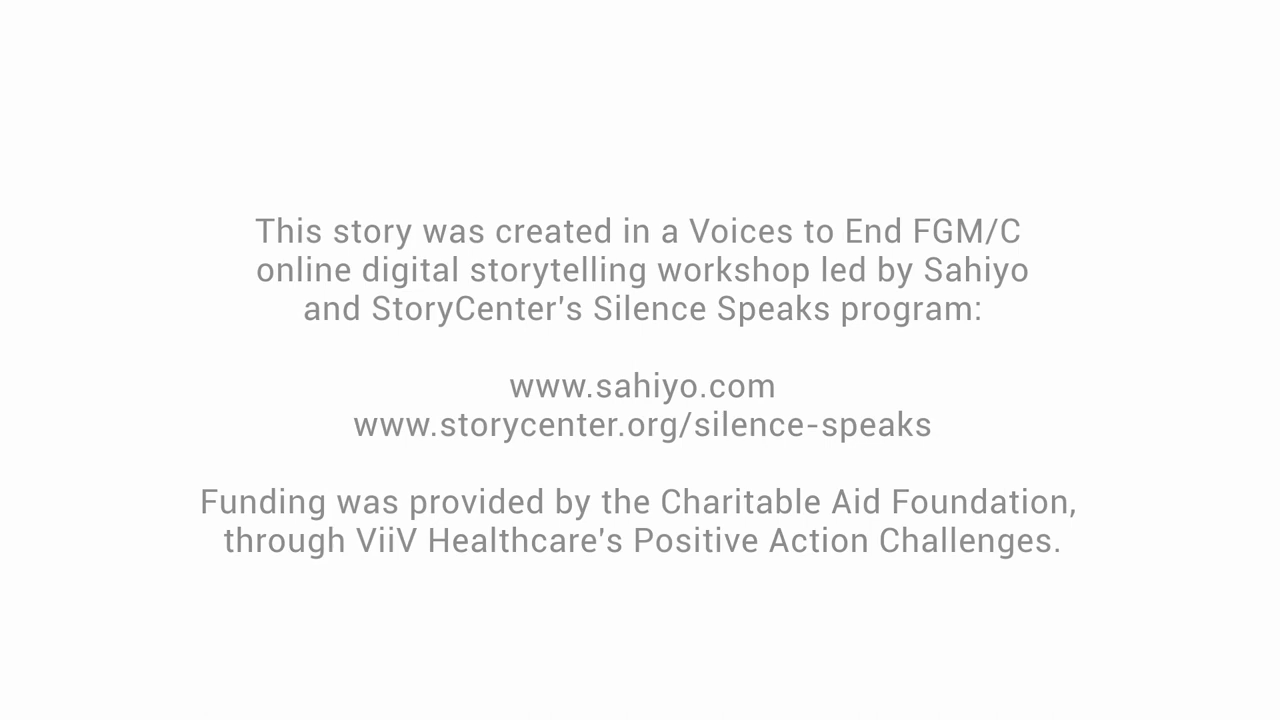 This story was created in a Voices to End FGM/C
online digital storytelling workshop led by Sahiyo
and StoryCenter's Silence Speaks program:
www.sahiyo.com
www.storycenter.org/silence-speaks
Funding was provided by the Charitable Aid Foundation,
through ViiV Healthcare's Positive Action Challenges.